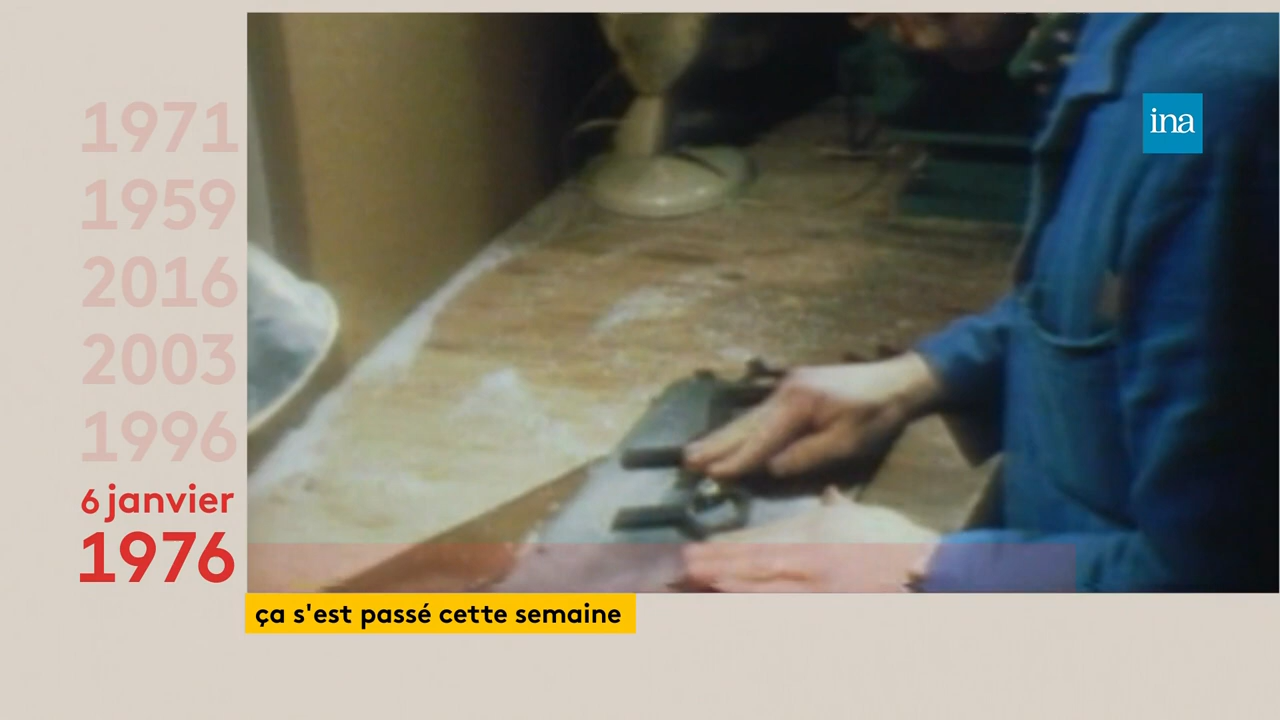 1971
1959
2016
2003
1996
6 janvier
1976
ça s'est passé cette semaine
ina